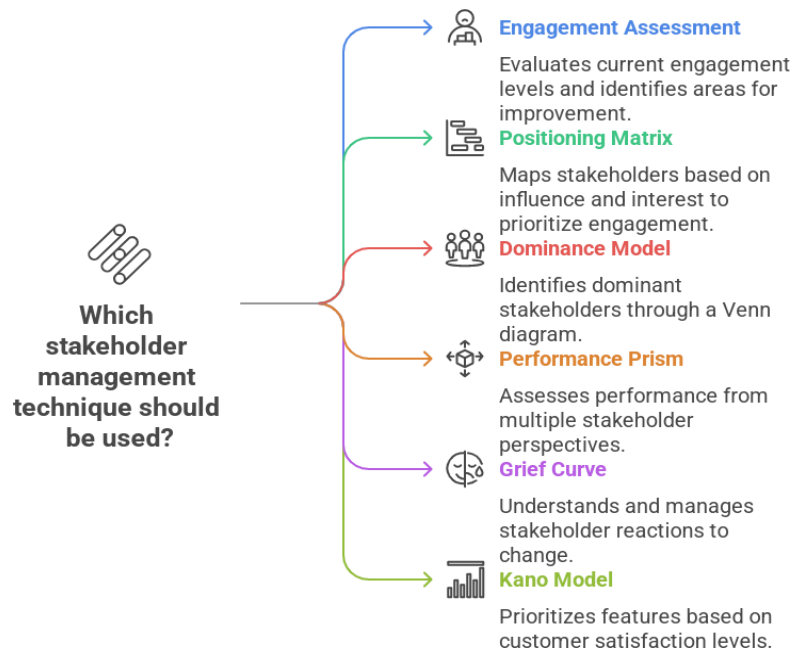 Which
stakeholder
management
technique should
be used?
Engagement Assessment
Evaluates current engagement
levels and identifies areas for
improvement.
Positioning Matrix
Maps stakeholders based on
influence and interest to
prioritize engagement.
Dominance Model
Identifies dominant
stakeholders through a Venn
diagram.
Performance Prism
Assesses performance from
multiple stakeholder
perspectives.
Grief Curve
Understands and manages
stakeholder reactions to
change.
Kano Model
Prioritizes features based on
customer satisfaction levels.